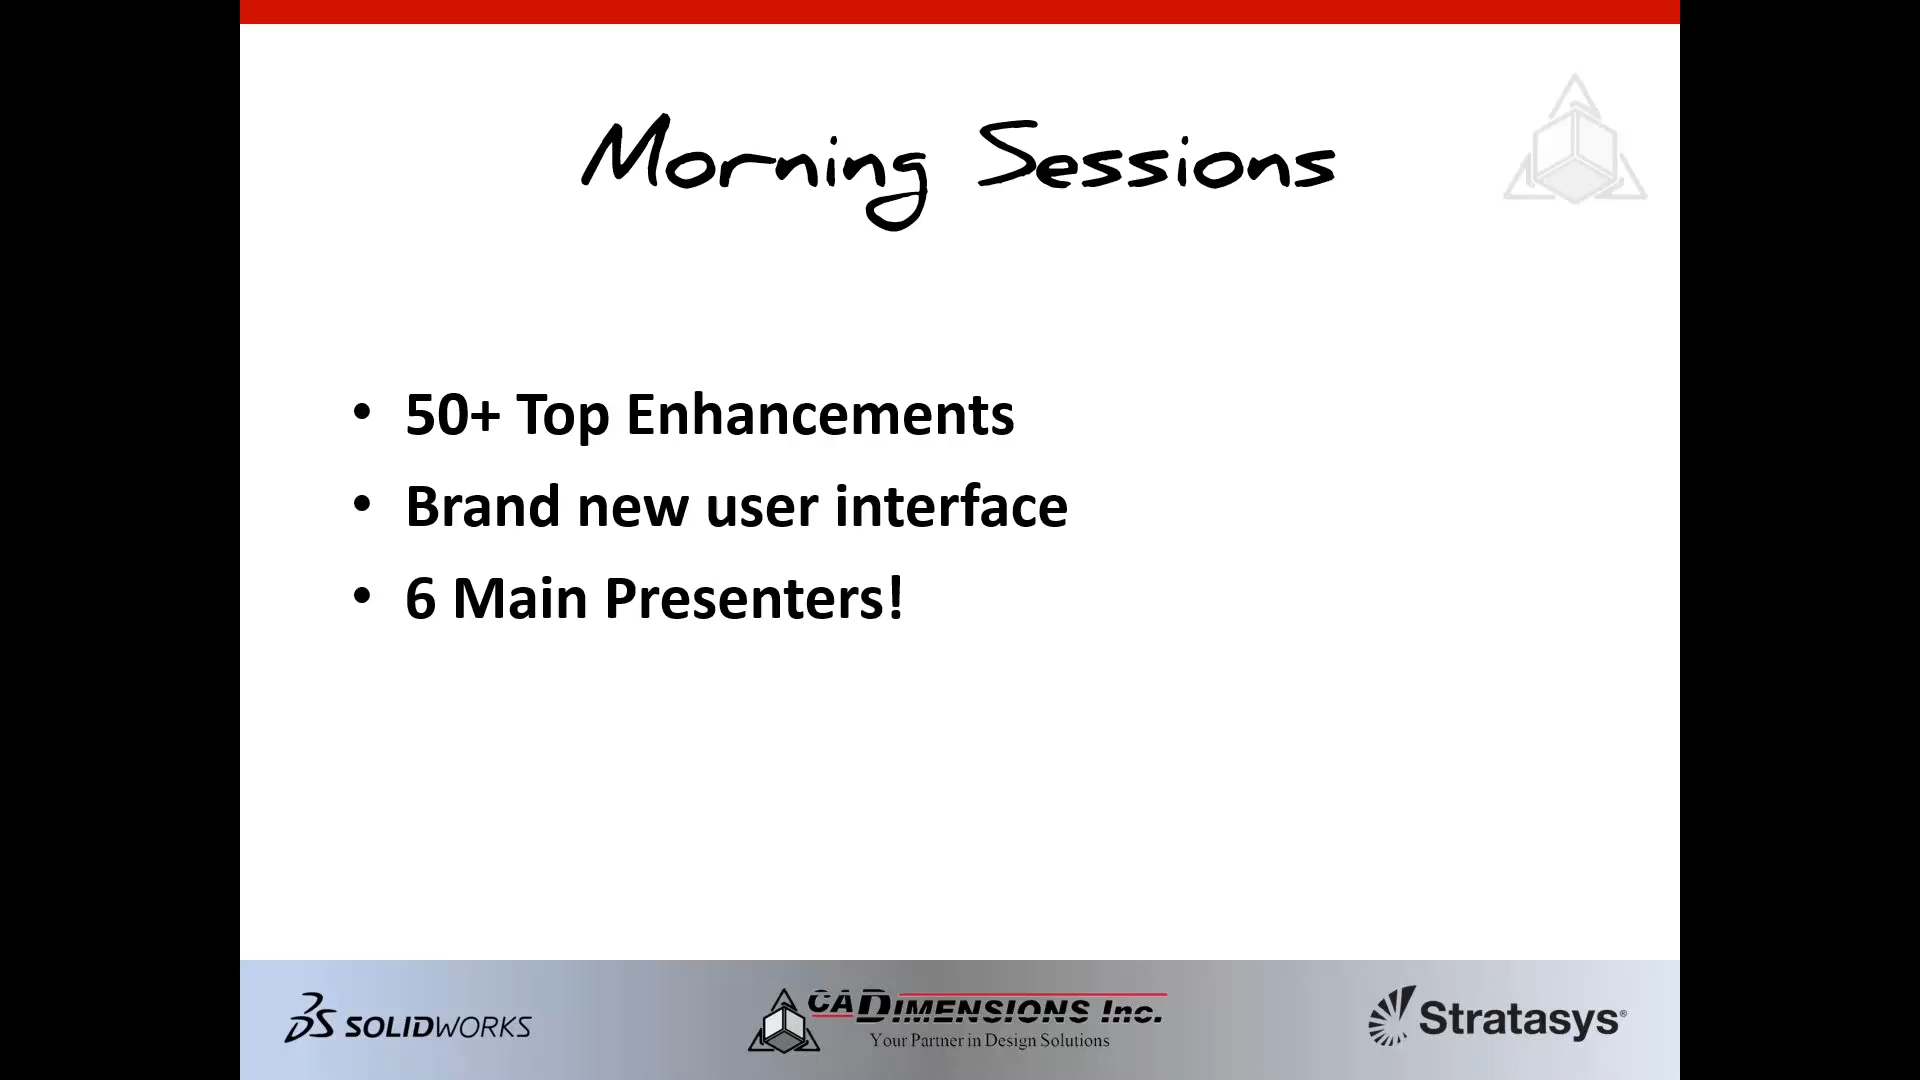 Morning Sessions
• 50+ Top Enhancements
• Brand new user interface
• 6 Main Presenters!
SOLIDWORKS
CADIMENSIONS Inc.
Your Partner in Design Solutions
Stratasys®